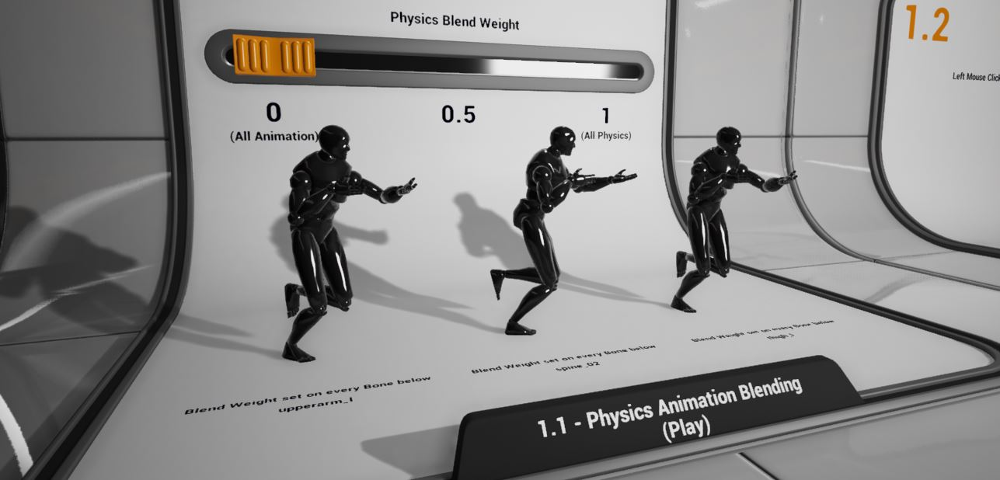 Physics Blend Weight
0
(All Animation)
0.5
1
(All Physics)
1.2
Left Mouse Click
Blend Weight set on every Bone below
upperarm_l
Blend Weight set on every Bone below
spine_02
Blend Weight set on every Bone below
thigh_l
1.1 - Physics Animation Blending
(Play)